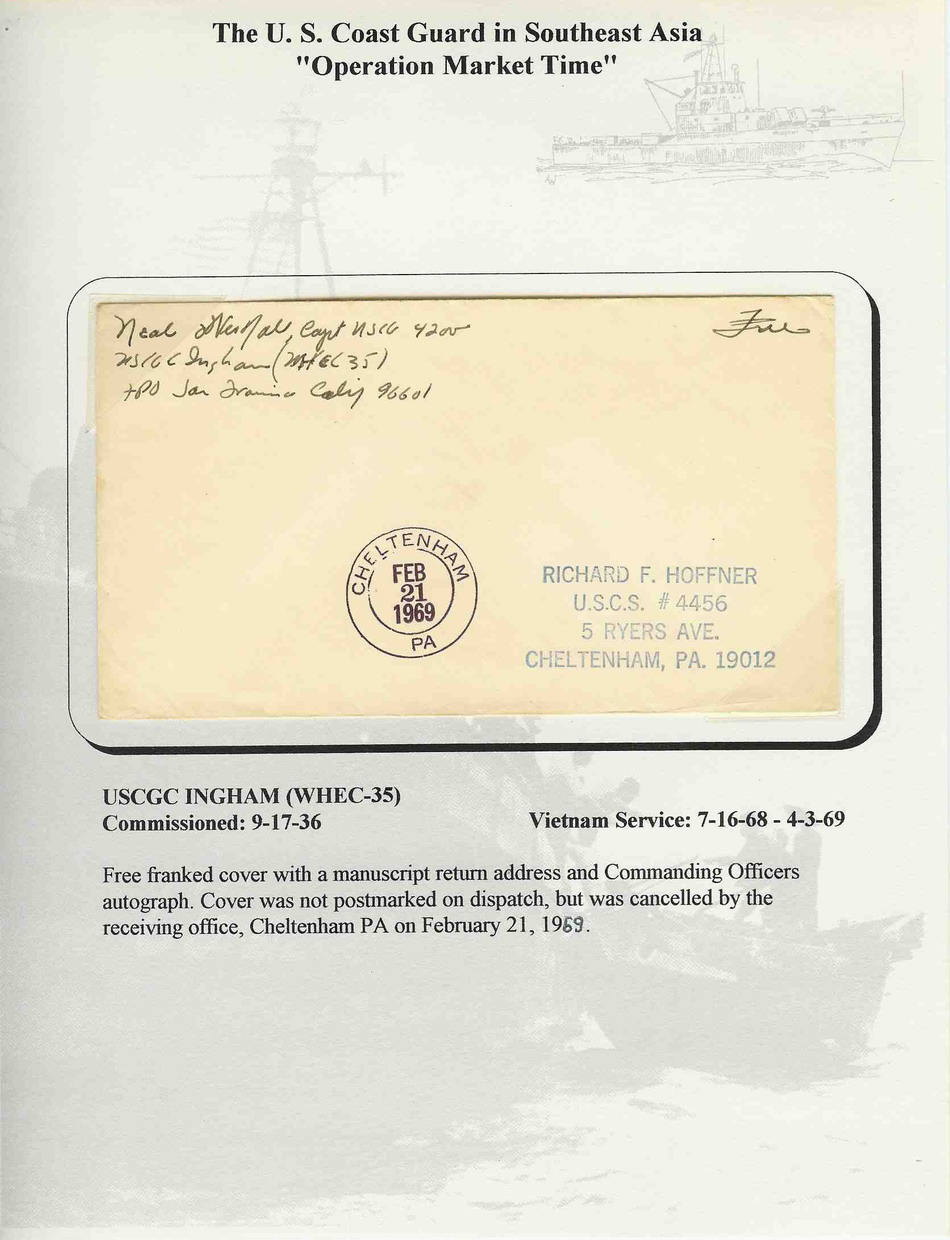 The U. S. Coast Guard in Southeast Asia
"Operation Market Time"
Neal Capt USCG 4200
USCGC Ingham (WHEC 35)
FPO San Francisco Calif 96601
Free
CHELTENHAM
FEB
21
1969
PA
RICHARD F. HOFFNER
U.S.C.S. # 4456
5 RYERS AVE.
CHELTENHAM, PA. 19012
USCGC INGHAM (WHEC-35)
Commissioned: 9-17-36
Vietnam Service: 7-16-68 - 4-3-69
Free franked cover with a manuscript return address and Commanding Officers
autograph. Cover was not postmarked on dispatch, but was cancelled by the
receiving office, Cheltenham PA on February 21, 1969.